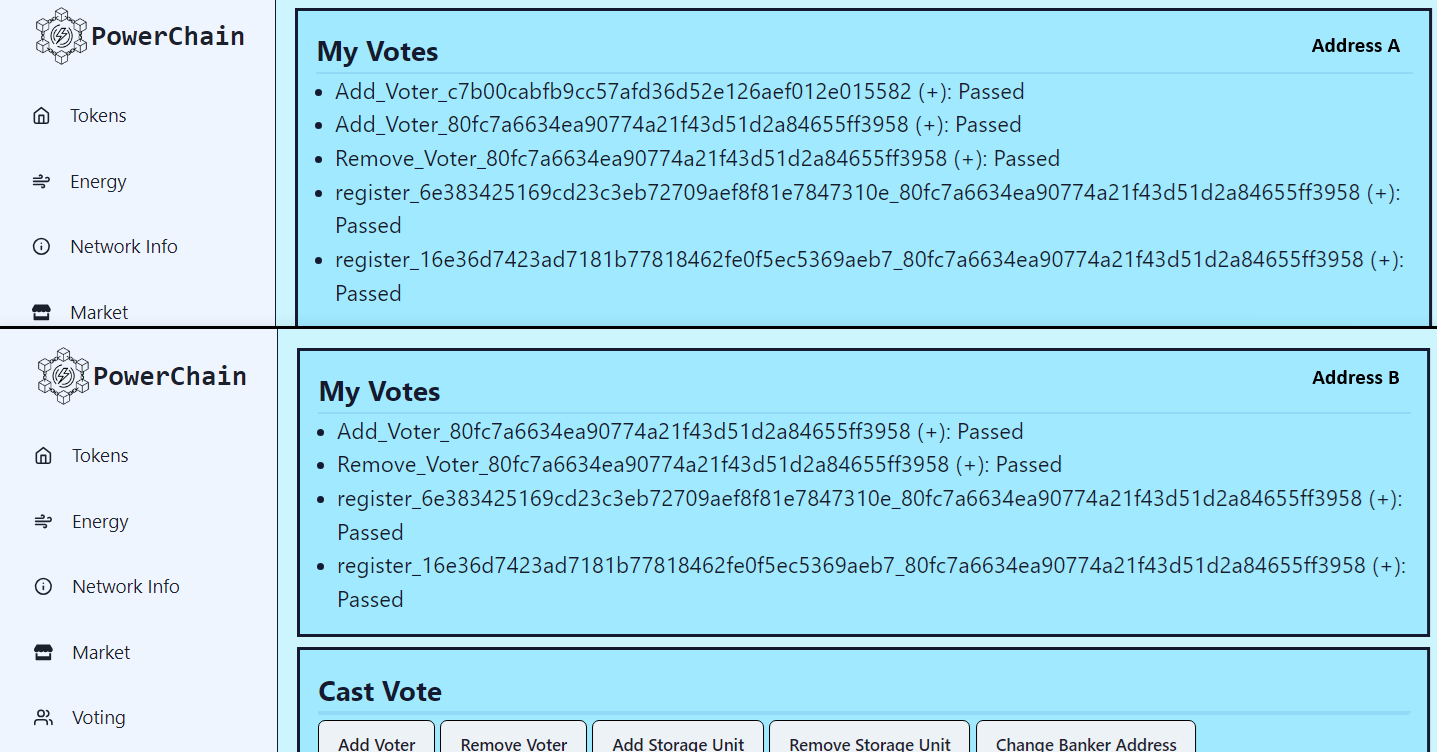 PowerChain
Tokens
Energy
Network Info
Market
My Votes
Address A
Add_Voter_c7b00cabfb9cc57afd36d52e126aef012e015582 (+): Passed
Add_Voter_80fc7a6634ea90774a21f43d51d2a84655ff3958 (+): Passed
Remove_Voter_80fc7a6634ea90774a21f43d51d2a84655ff3958 (+): Passed
register_6e383425169cd23c3eb72709aef8f81e7847310e_80fc7a6634ea90774a21f43d51d2a84655ff3958 (+):
Passed
register_16e36d7423ad7181b77818462fe0f5ec5369aeb7_80fc7a6634ea90774a21f43d51d2a84655ff3958 (+):
Passed
PowerChain
Tokens
Energy
Network Info
Market
Voting
My Votes
Address B
Add_Voter_80fc7a6634ea90774a21f43d51d2a84655ff3958 (+): Passed
Remove_Voter_80fc7a6634ea90774a21f43d51d2a84655ff3958 (+): Passed
register_6e383425169cd23c3eb72709aef8f81e7847310e_80fc7a6634ea90774a21f43d51d2a84655ff3958 (+):
Passed
register_16e36d7423ad7181b77818462fe0f5ec5369aeb7_80fc7a6634ea90774a21f43d51d2a84655ff3958 (+):
Passed
Cast Vote
Add Voter
Remove Voter
Add Storage Unit
Remove Storage Unit
Change Banker Address